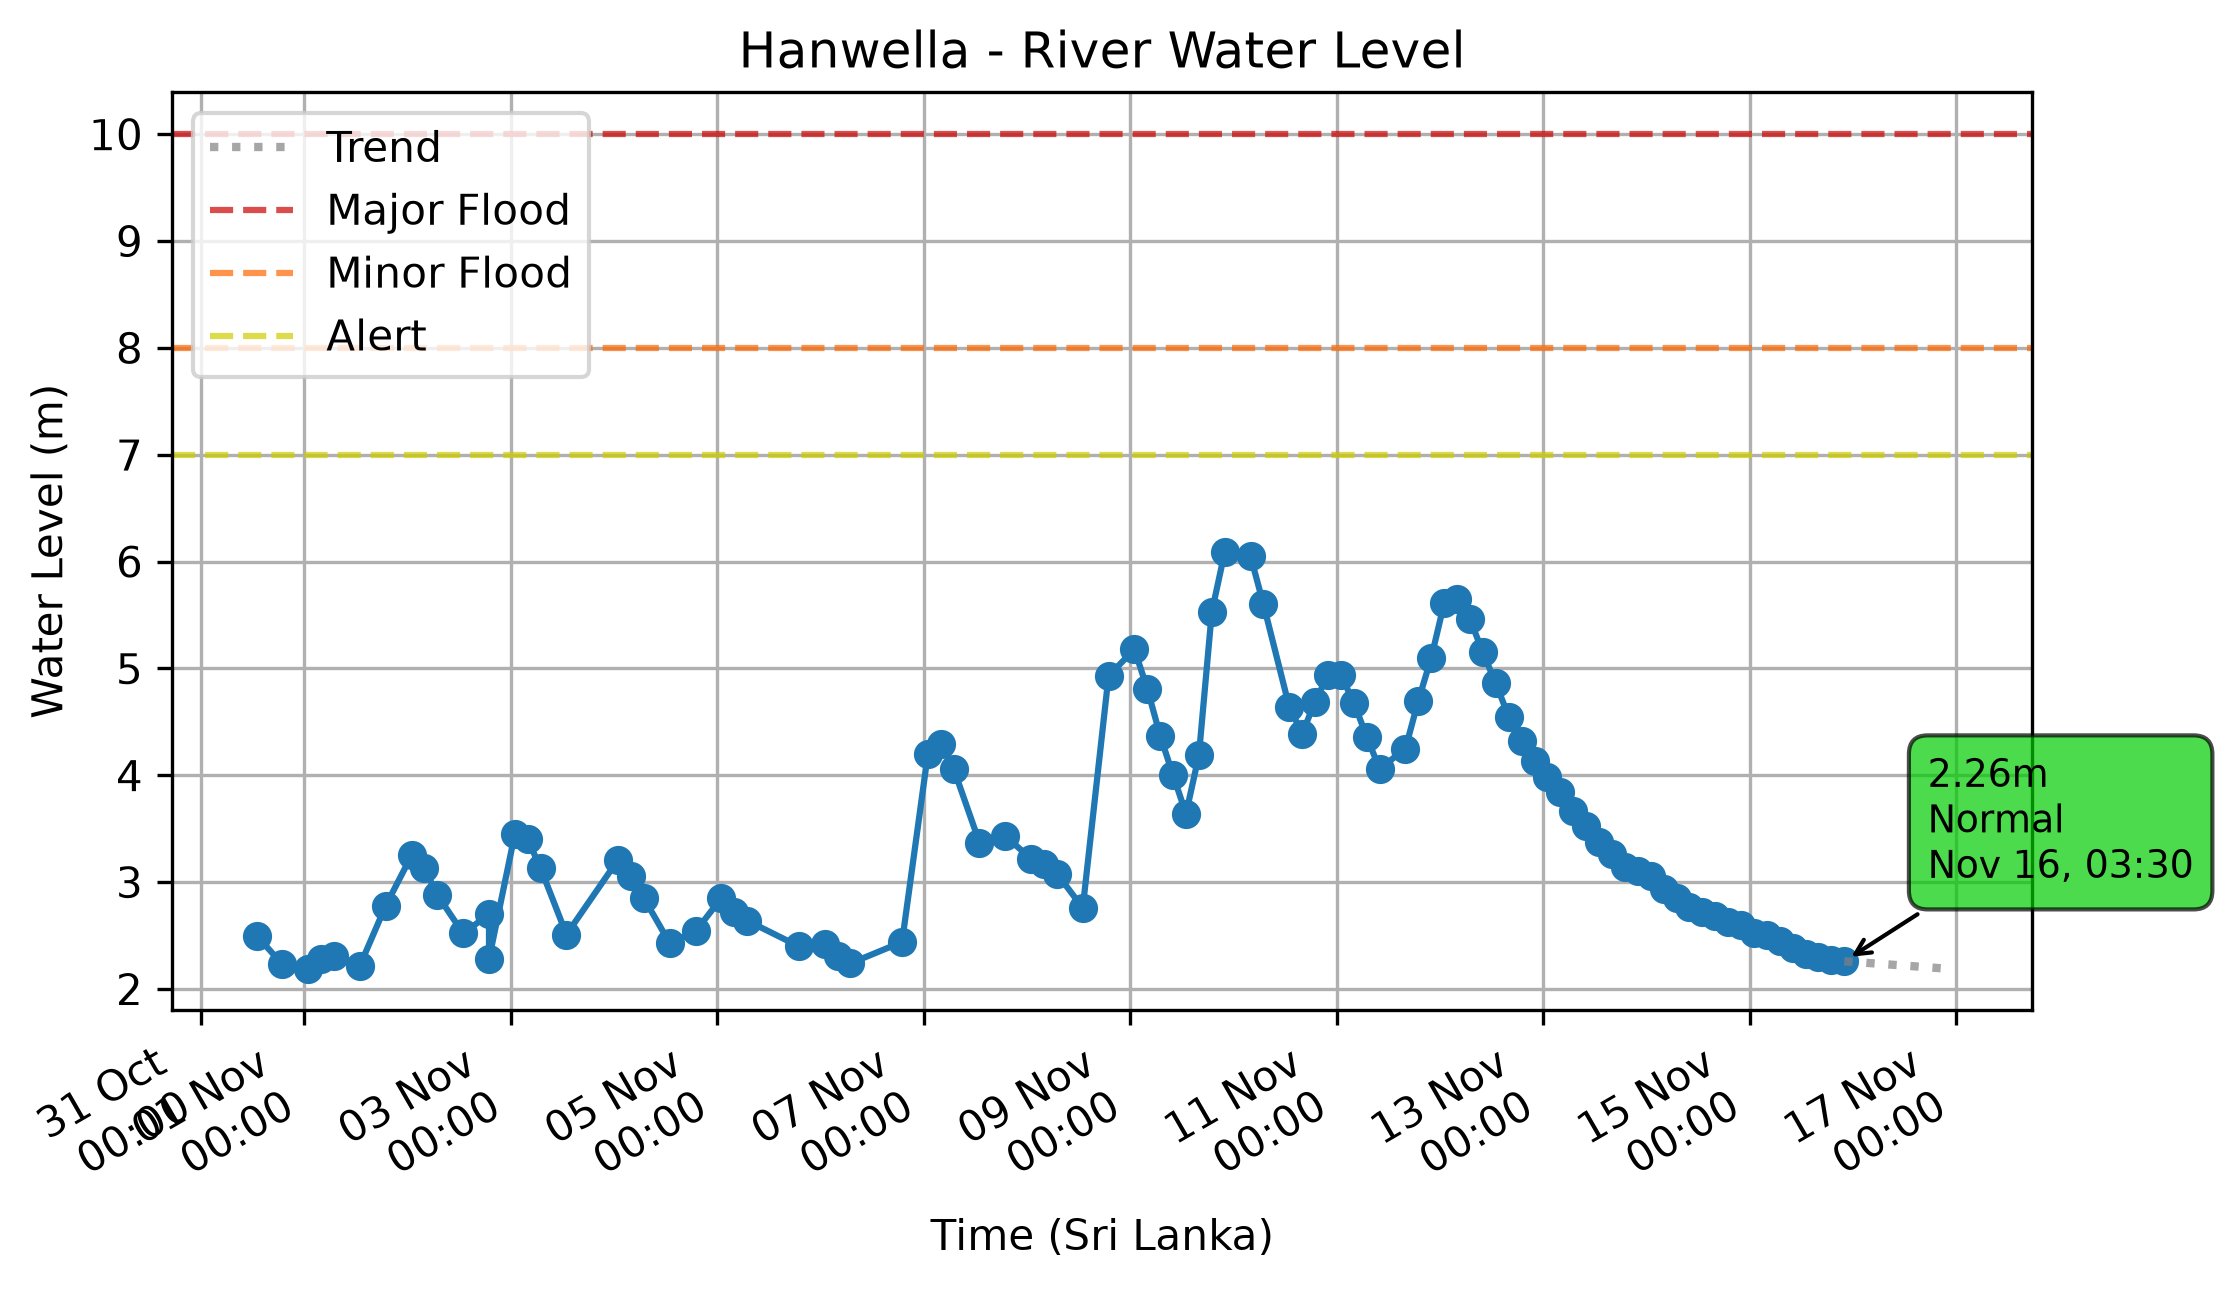 Hanwella - River Water Level
Trend
Major Flood
Minor Flood
Alert
10
9
8
7
6
5
4
3
2
Water Level (m)
2.26m
Normal
Nov 16, 03:30
31 Oct
00:00
01 Nov
00:00
03 Nov
00:00
05 Nov
00:00
07 Nov
00:00
09 Nov
00:00
11 Nov
00:00
13 Nov
00:00
15 Nov
00:00
17 Nov
00:00
Time (Sri Lanka)